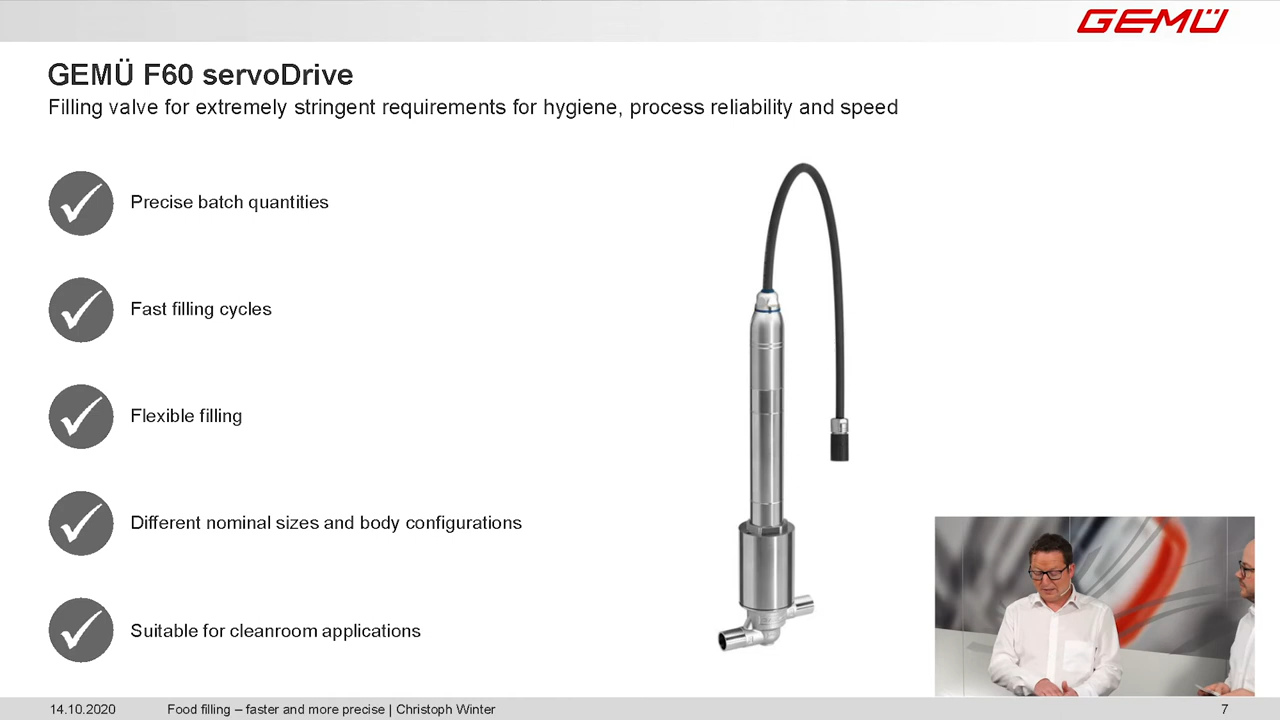 GEMÜ
GEMÜ F60 servoDrive
Filling valve for extremely stringent requirements for hygiene, process reliability and speed
Precise batch quantities
Fast filling cycles
Flexible filling
Different nominal sizes and body configurations
Suitable for cleanroom applications
14.10.2020 Food filling – faster and more precise | Christoph Winter 7